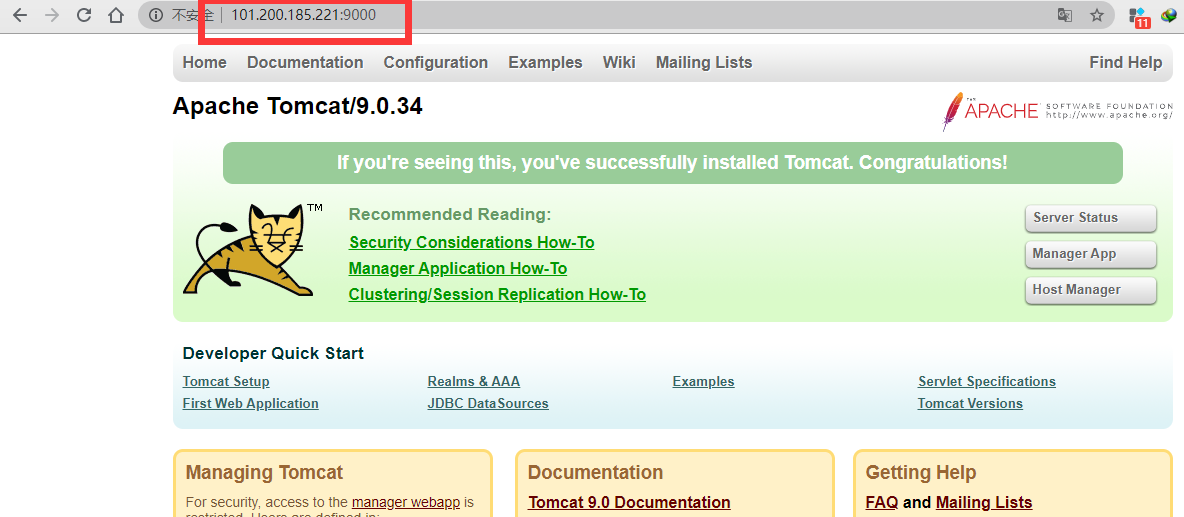 不安全 | 101.200.185.221:9000
11
Home Documentation Configuration Examples Wiki Mailing Lists Find Help
Apache Tomcat/9.0.34
THE
APACHE SOFTWARE FOUNDATION
http://www.apache.org/
If you're seeing this, you've successfully installed Tomcat. Congratulations!
TM
Recommended Reading:
Security Considerations How-To
Manager Application How-To
Clustering/Session Replication How-To
Server Status
Manager App
Host Manager
Developer Quick Start
Tomcat Setup
First Web Application
Realms & AAA
JDBC DataSources
Examples
Servlet Specifications
Tomcat Versions
Managing Tomcat
For security, access to the manager webapp is
restricted. Users are defined in:
Documentation
Tomcat 9.0 Documentation
Getting Help
FAQ and Mailing Lists